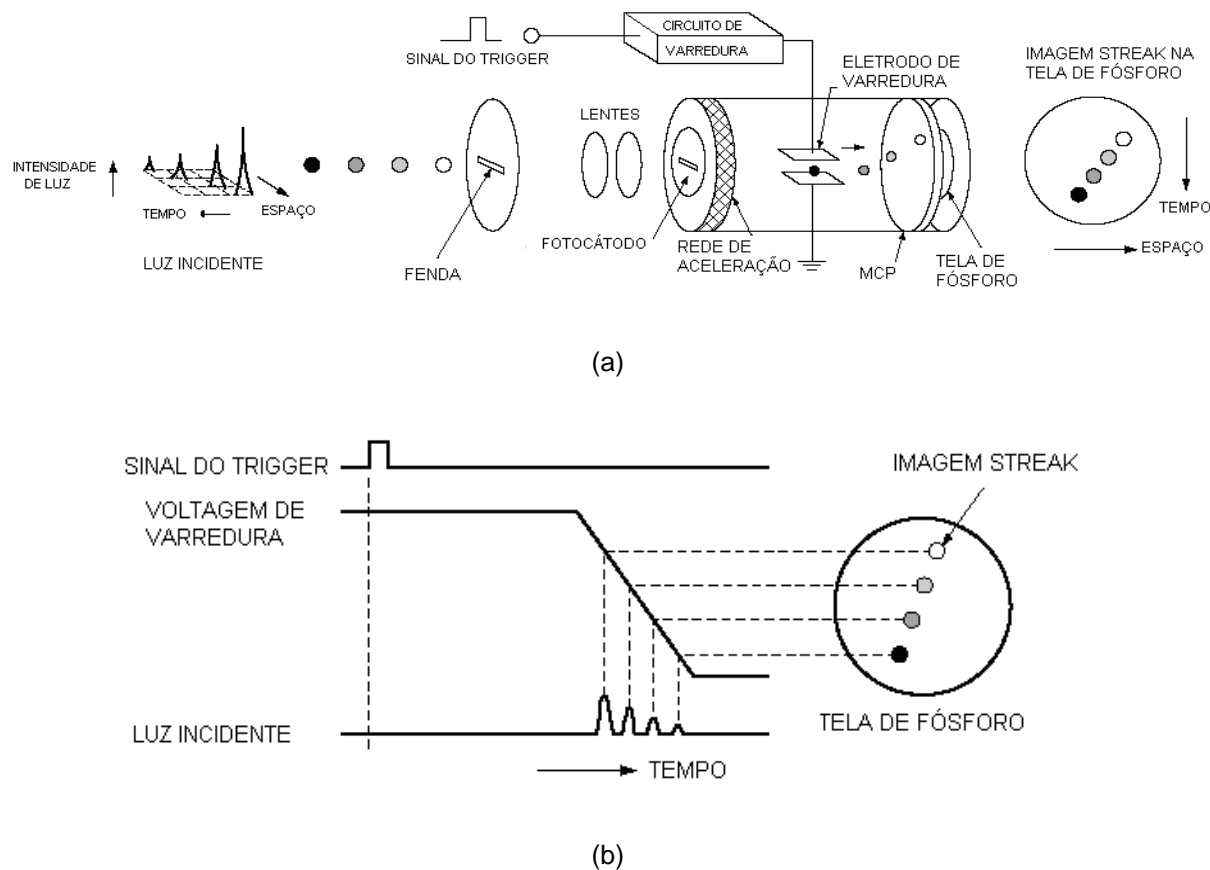 SINAL DO TRIGGER
CIRCUITO DE
VARREDURA
ELETRODO DE
VARREDURA
IMAGEM STREAK NA
TELA DE FÓSFORO
LENTES
INTENSIDADE
DE LUZ
TEMPO
ESPAÇO
LUZ INCIDENTE
FENDA
FOTOCÁTODO
REDE DE
ACELERAÇÃO
MCP
TELA DE
FÓSFORO
TEMPO
ESPAÇO
(a)
SINAL DO TRIGGER
VOLTAGEM DE
VARREDURA
IMAGEM STREAK
LUZ INCIDENTE
TELA DE FÓSFORO
TEMPO
(b)